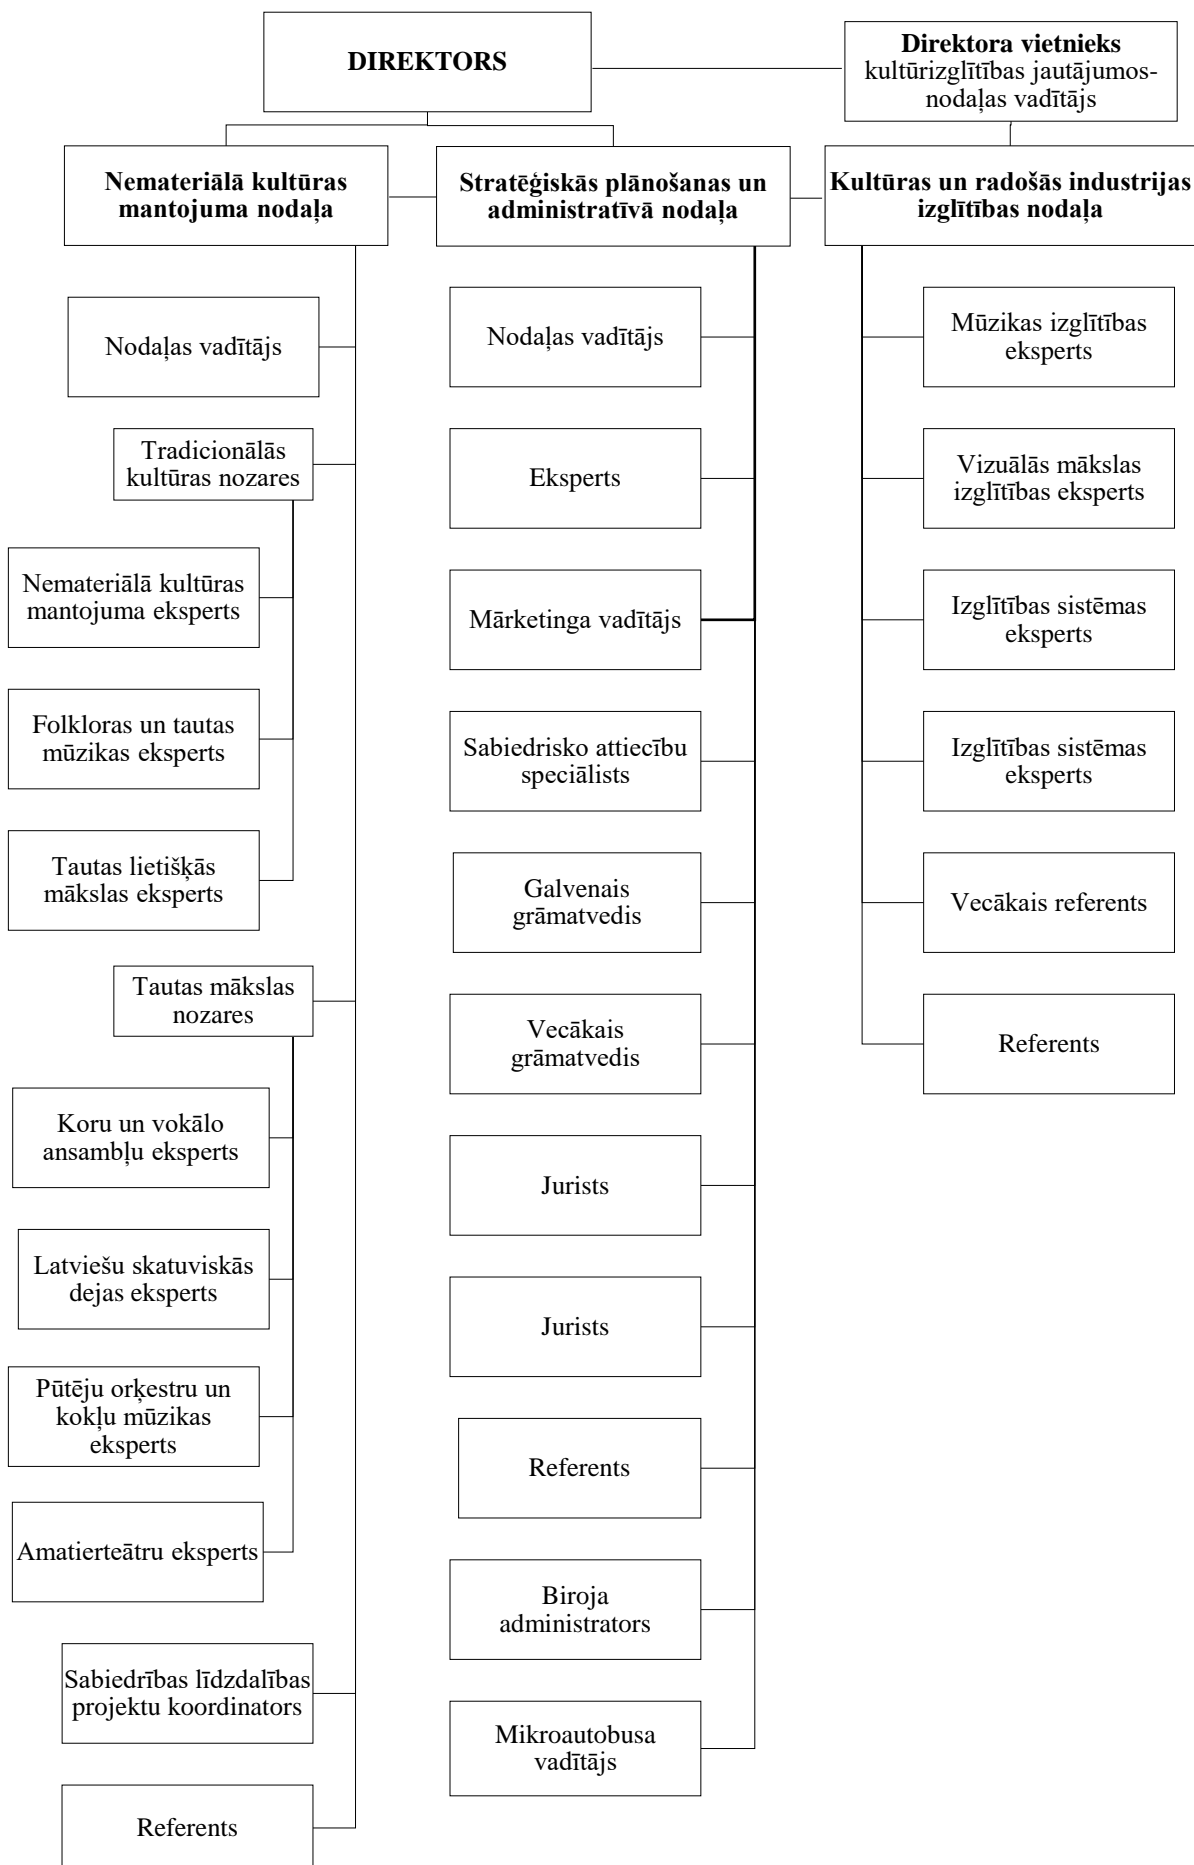 DIREKTORS
Direktora vietnieks
kultūrizglītības jautājumos-
nodaļas vadītājs
Nemateriālā kultūras
mantojuma nodaļa
Stratēģiskās plānošanas un
administratīvā nodaļa
Kultūras un radošās industrijas
izglītības nodaļa
Nodaļas vadītājs
Tradicionālās
kultūras nozares
Nemateriālā kultūras
mantojuma eksperts
Folkloras un tautas
mūzikas eksperts
Tautas lietišķās
mākslas eksperts
Tautas mākslas
nozares
Koru un vokālo
ansambļu eksperts
Latviešu skatuviskās
dejas eksperts
Pūtēju orķestru un
kokļu mūzikas
eksperts
Amatierteātru eksperts
Sabiedrības līdzdalības
projektu koordinators
Referents
Nodaļas vadītājs
Eksperts
Mārketinga vadītājs
Sabiedrisko attiecību
speciālists
Galvenais
grāmatvedis
Vecākais
grāmatvedis
Jurists
Jurists
Referents
Biroja
administrators
Mikroautobusa
vadītājs
Mūzikas izglītības
eksperts
Vizuālās mākslas
izglītības eksperts
Izglītības sistēmas
eksperts
Izglītības sistēmas
eksperts
Vecākais referents
Referents